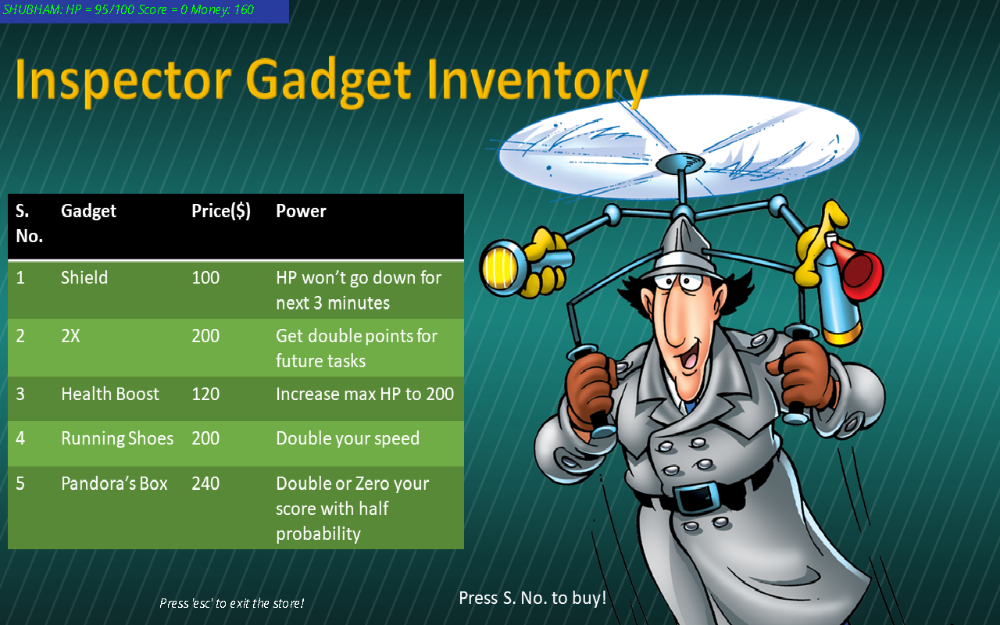 SHUBHAM: HP = 95/100 Score = 0 Money: 160
Inspector Gadget Inventory
S. No. Gadget Price($) Power
1 Shield 100 HP won’t go down for
next 3 minutes
2 2X 200 Get double points for
future tasks
3 Health Boost 120 Increase max HP to 200
4 Running Shoes 200 Double your speed
5 Pandora’s Box 240 Double or Zero your
score with half
probability
Press S. No. to buy!
Press 'esc' to exit the store!